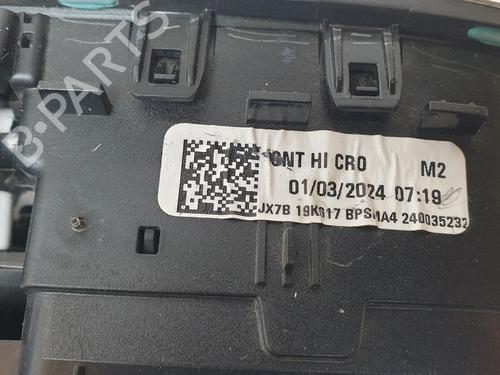 B-PARTS
CNT HI CRO M2
01/03/2024 07:19
JX7B 19K617 BPSMA4 240035232